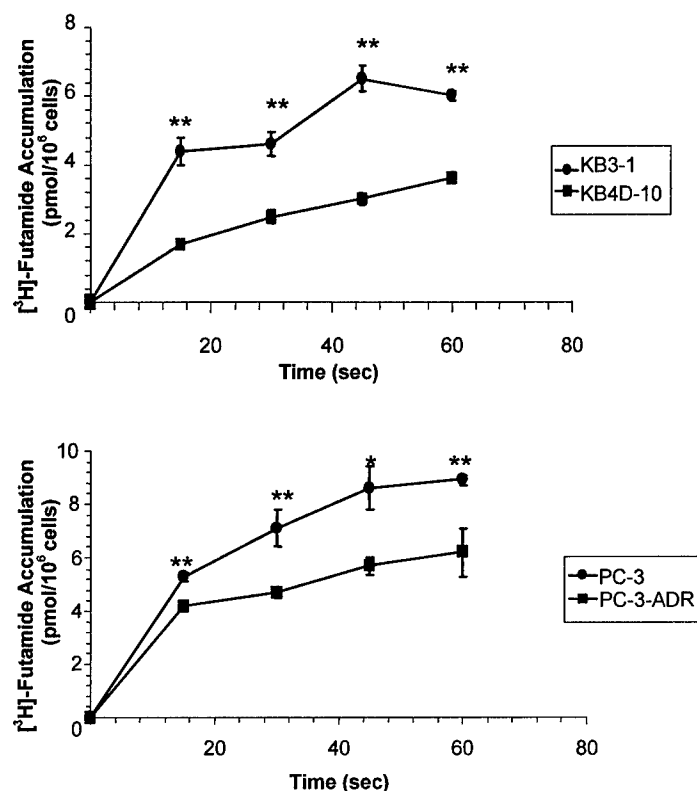 [³H]-Futamide Accumulation
(pmol/10⁶ cells)
8
6
4
2
0
**
**
**
**
20
40
60
80
Time (sec)
KB3-1
KB4D-10
[³H]-Futamide Accumulation
(pmol/10⁶ cells)
10
8
6
4
2
0
**
**
*
**
20
40
60
80
Time (sec)
PC-3
PC-3-ADR